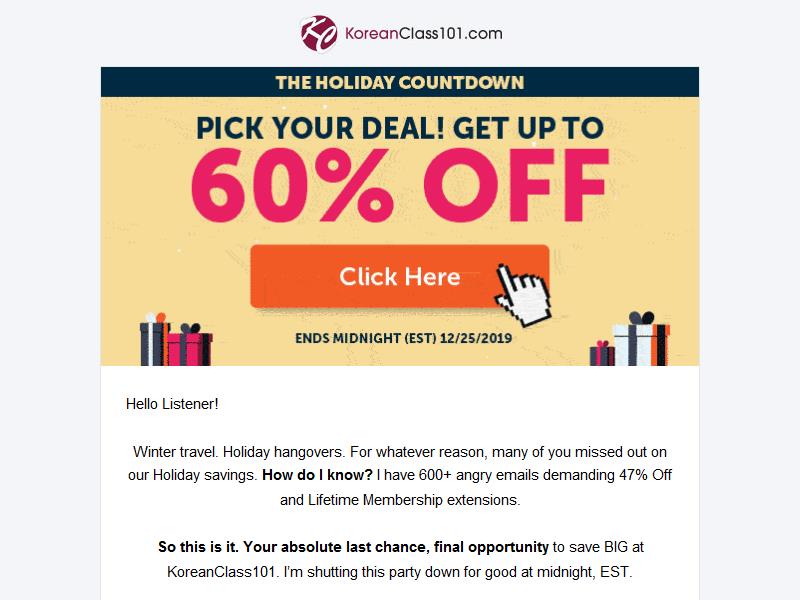 KoreanClass101.com
THE HOLIDAY COUNTDOWN
PICK YOUR DEAL! GET UP TO
60% OFF
Click Here
ENDS MIDNIGHT (EST) 12/25/2019
Hello Listener!
Winter travel. Holiday hangovers. For whatever reason, many of you missed out on
our Holiday savings. How do I know? I have 600+ angry emails demanding 47% Off
and Lifetime Membership extensions.
So this is it. Your absolute last chance, final opportunity to save BIG at
KoreanClass101. I'm shutting this party down for good at midnight, EST.